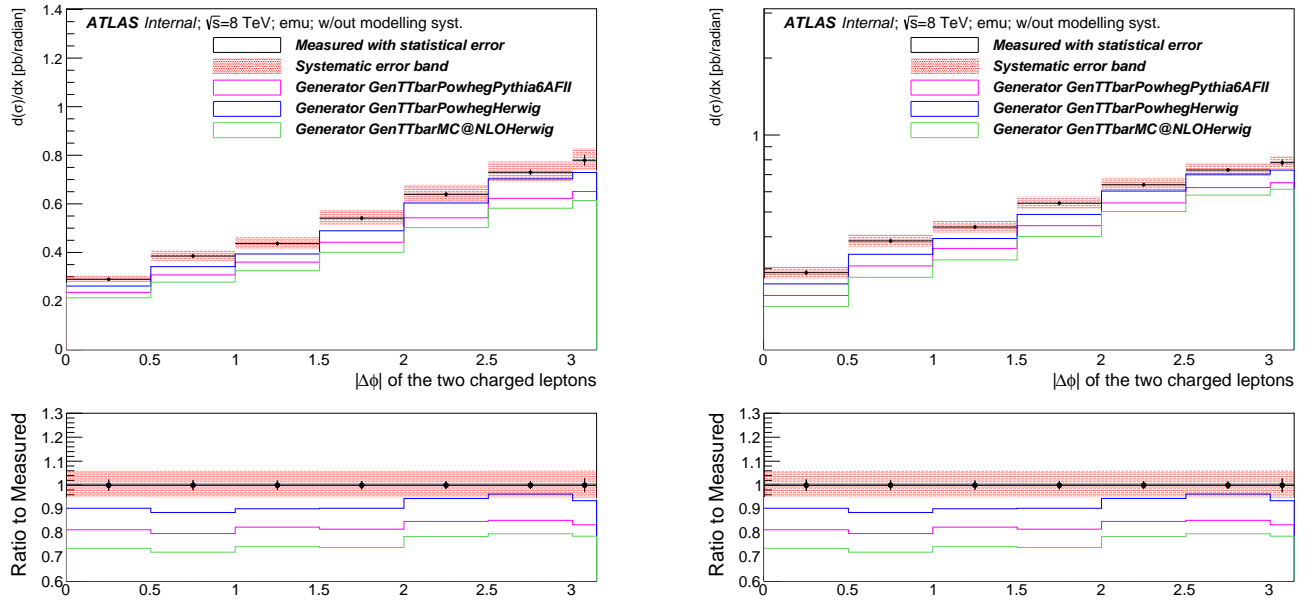 ATLAS Internal; √s=8 TeV; emu; w/out modelling syst.
Measured with statistical error
Systematic error band
Generator GenTTbarPowhegPythia6AFII
Generator GenTTbarPowhegHerwig
Generator GenTTbarMC@NLOHerwig
d(σ)/dx [pb/radian]
1.4
1.2
1
0.8
0.6
0.4
0.2
0
0 0.5 1 1.5 2 2.5 3
|Δϕ| of the two charged leptons
Ratio to Measured
1.3
1.2
1.1
1.0
0.9
0.8
0.7
0.6
0 0.5 1 1.5 2 2.5 3
ATLAS Internal; √s=8 TeV; emu; w/out modelling syst.
Measured with statistical error
Systematic error band
Generator GenTTbarPowhegPythia6AFII
Generator GenTTbarPowhegHerwig
Generator GenTTbarMC@NLOHerwig
d(σ)/dx [pb/radian]
1
0 0.5 1 1.5 2 2.5 3
|Δϕ| of the two charged leptons
Ratio to Measured
1.3
1.2
1.1
1.0
0.9
0.8
0.7
0.6
0 0.5 1 1.5 2 2.5 3